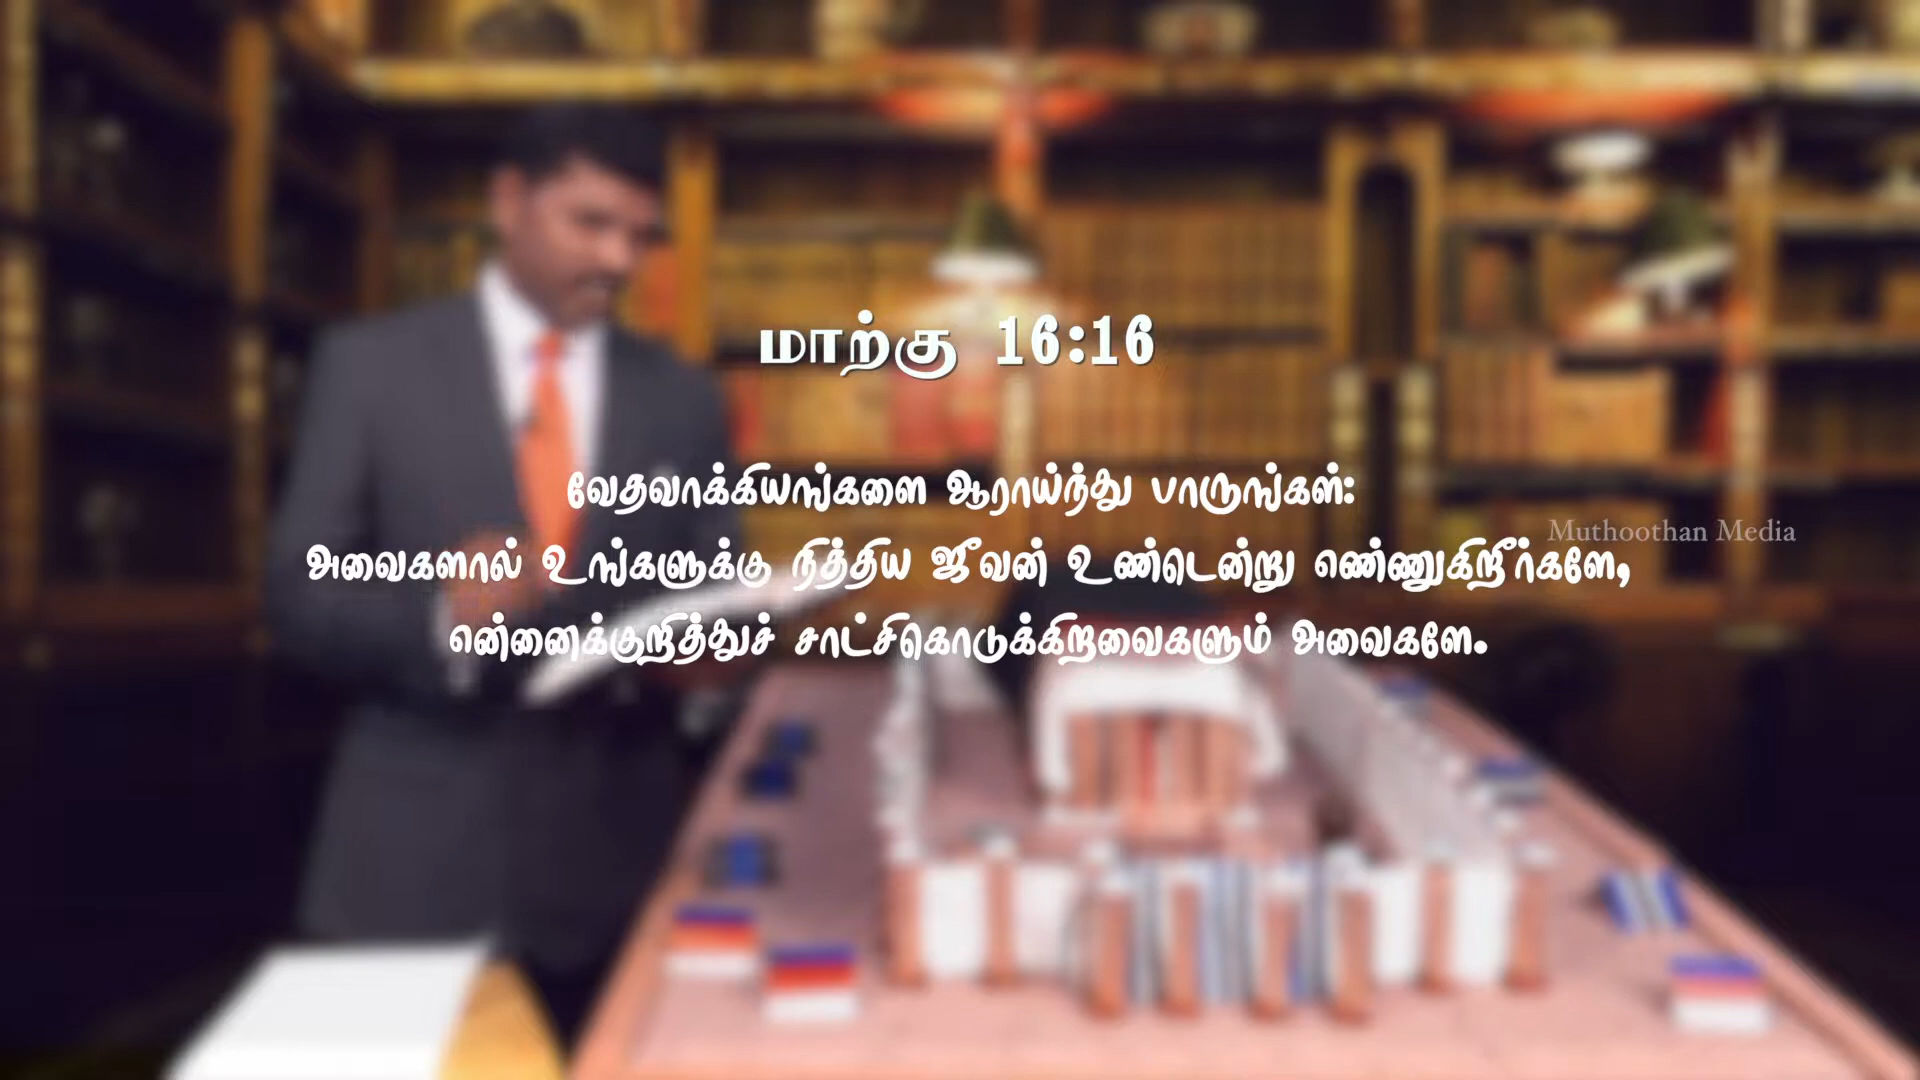 மாற்கு 16:16
வேதவாக்கியங்களை ஆராய்ந்து பாருங்கள்:
Muthoothan Media
அவைகளால் உங்களுக்கு நித்திய ஜீவன் உண்டென்று எண்ணுகிறீர்களே,
என்னைக்குறித்துச் சாட்சிகொடுக்கிறவைகளும் அவைகளே.